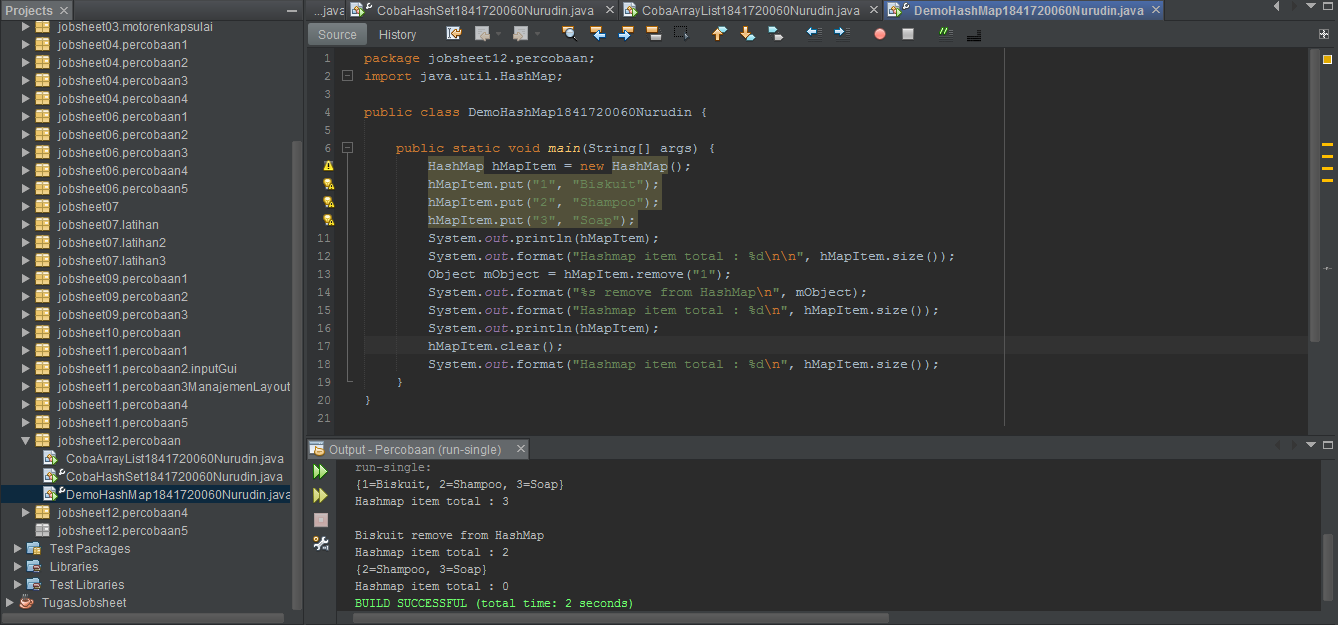 Projects
jobsheet03.motorenkapsulai
jobsheet04.percobaan1
jobsheet04.percobaan2
jobsheet04.percobaan3
jobsheet04.percobaan4
jobsheet06.percobaan1
jobsheet06.percobaan2
jobsheet06.percobaan3
jobsheet06.percobaan4
jobsheet06.percobaan5
jobsheet07
jobsheet07.latihan
jobsheet07.latihan2
jobsheet07.latihan3
jobsheet09.percobaan1
jobsheet09.percobaan2
jobsheet09.percobaan3
jobsheet10.percobaan
jobsheet11.percobaan1
jobsheet11.percobaan2.inputGui
jobsheet11.percobaan3ManajemenLayout
jobsheet11.percobaan4
jobsheet11.percobaan5
jobsheet12.percobaan
CobaArrayList1841720060Nurudin.java
CobaHashSet1841720060Nurudin.java
DemoHashMap1841720060Nurudin.java
jobsheet12.percobaan4
jobsheet12.percobaan5
Test Packages
Libraries
Test Libraries
TugasJobsheet
...java CobaHashSet1841720060Nurudin.java CobaArrayList1841720060Nurudin.java DemoHashMap1841720060Nurudin.java
Source History
1 package jobsheet12.percobaan;
2 import java.util.HashMap;
3
4 public class DemoHashMap1841720060Nurudin {
5
6 public static void main(String[] args) {
HashMap hMapItem = new HashMap();
hMapItem.put("1", "Biskuit");
hMapItem.put("2", "Shampoo");
hMapItem.put("3", "Soap");
11 System.out.println(hMapItem);
12 System.out.format("Hashmap item total : %d\n\n", hMapItem.size());
13 Object mObject = hMapItem.remove("1");
14 System.out.format("%s remove from HashMap\n", mObject);
15 System.out.format("Hashmap item total : %d\n", hMapItem.size());
16 System.out.println(hMapItem);
17 hMapItem.clear();
18 System.out.format("Hashmap item total : %d\n", hMapItem.size());
19 }
20 }
21
Output - Percobaan (run-single)
run-single:
{1=Biskuit, 2=Shampoo, 3=Soap}
Hashmap item total : 3
Biskuit remove from HashMap
Hashmap item total : 2
{2=Shampoo, 3=Soap}
Hashmap item total : 0
BUILD SUCCESSFUL (total time: 2 seconds)